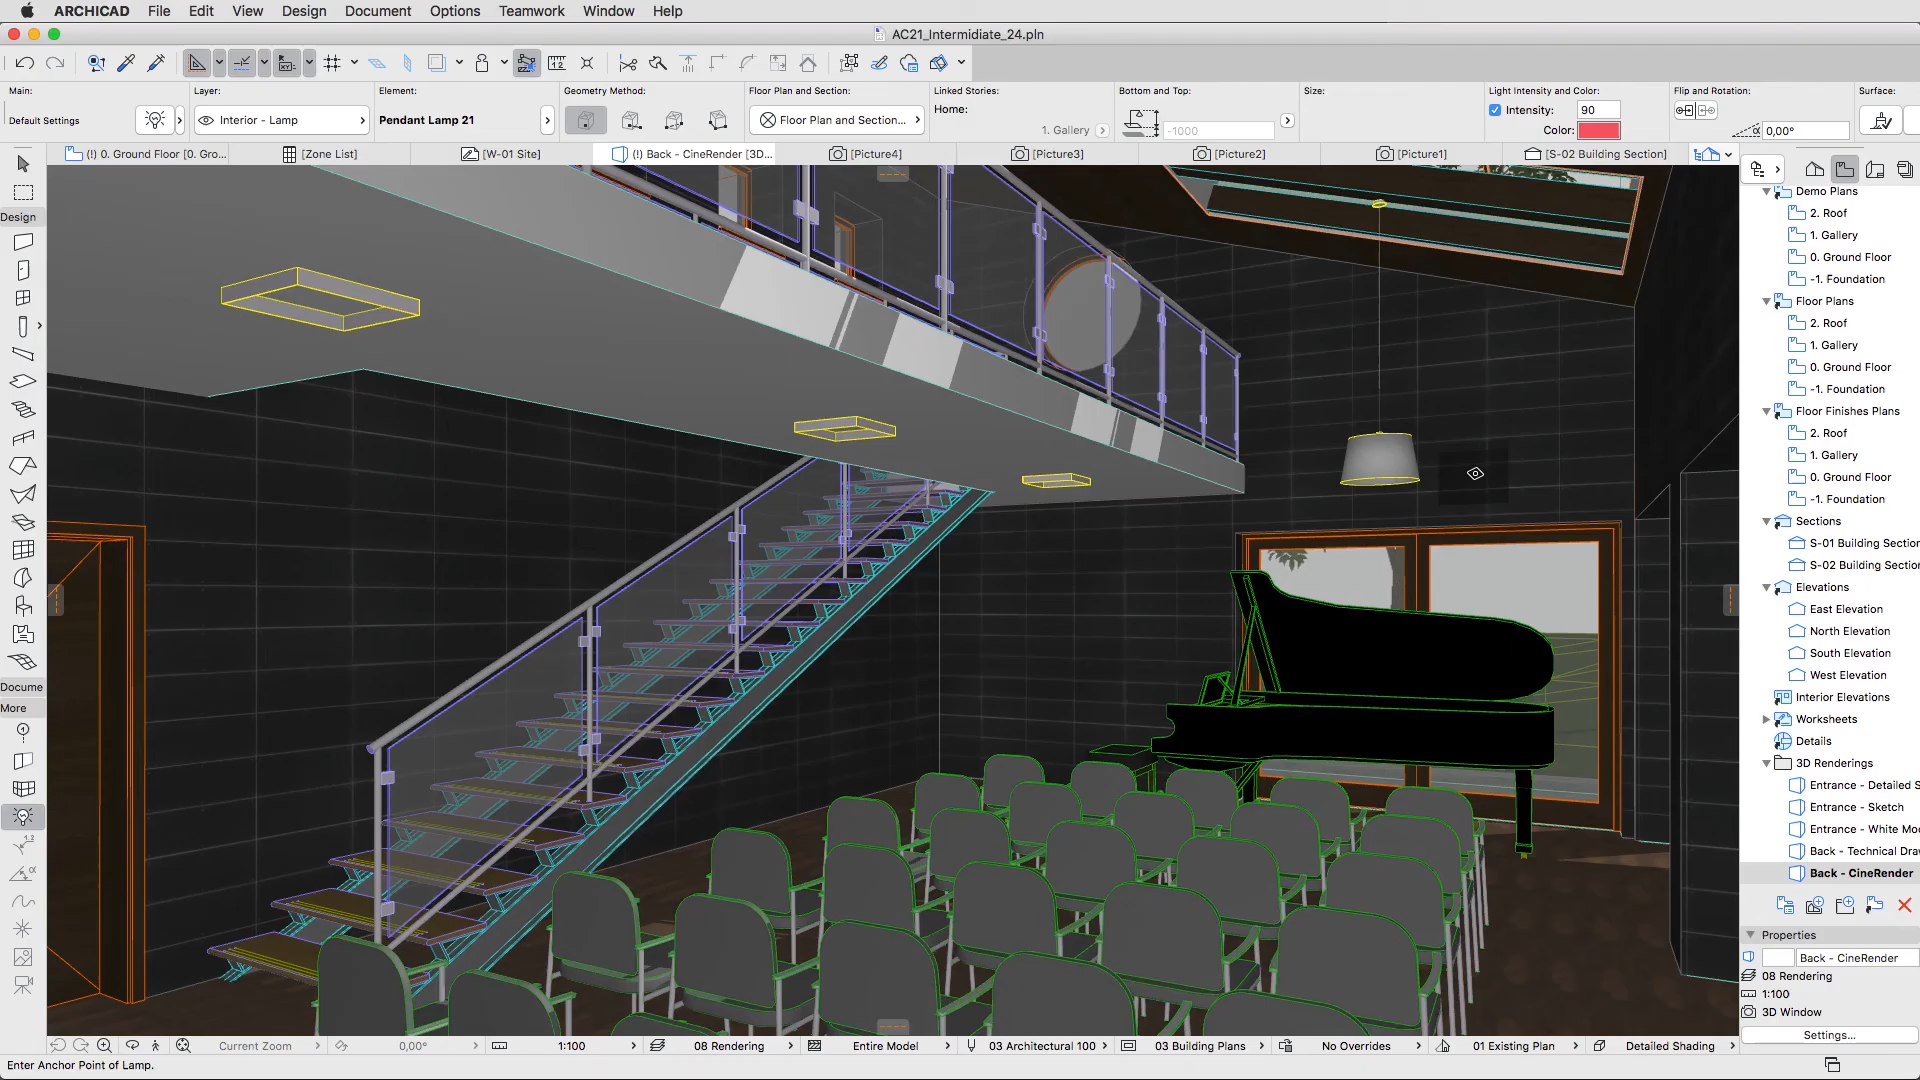 ARCHICAD File Edit View Design Document Options Teamwork Window Help
AC21_Intermidiate_24.pln
Main: Layer: Element: Geometry Method: Floor Plan and Section: Linked Stories: Bottom and Top: Size: Light Intensity and Color: Flip and Rotation: Surface:
Default Settings Interior - Lamp Pendant Lamp 21 Floor Plan and Section... Home: Intensity: 90
1. Gallery -1000 Color: 0,00°
(!) 0. Ground Floor [0. Gro... [Zone List] [W-01 Site] (!) Back - CineRender [3D... [Picture4] [Picture3] [Picture2] [Picture1] [S-02 Building Section]
Design
Docume
More
1.2
Demo Plans
2. Roof
1. Gallery
0. Ground Floor
-1. Foundation
Floor Plans
2. Roof
1. Gallery
0. Ground Floor
-1. Foundation
Floor Finishes Plans
2. Roof
1. Gallery
0. Ground Floor
-1. Foundation
Sections
S-01 Building Section
S-02 Building Section
Elevations
East Elevation
North Elevation
South Elevation
West Elevation
Interior Elevations
Worksheets
Details
3D Renderings
Entrance - Detailed S
Entrance - Sketch
Entrance - White Mo
Back - Technical Draw
Back - CineRender
Properties
Back - CineRender
08 Rendering
1:100
3D Window
Settings...
Current Zoom 0,00° 1:100 08 Rendering Entire Model 03 Architectural 100 03 Building Plans No Overrides 01 Existing Plan Detailed Shading
Enter Anchor Point of Lamp.